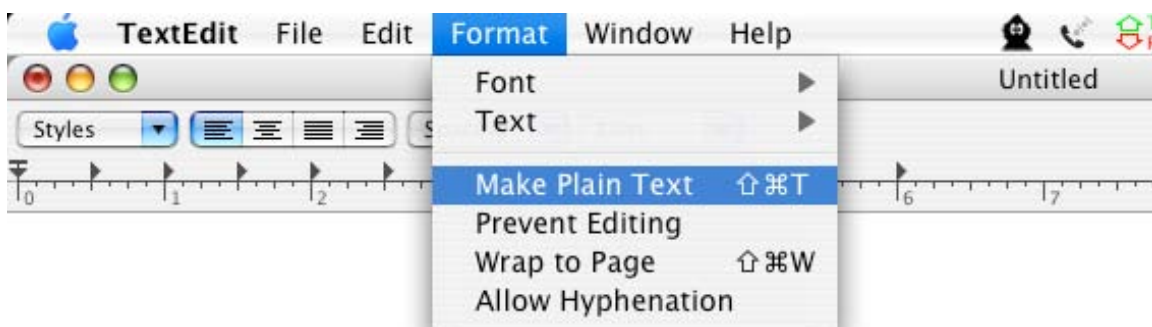 TextEdit File Edit Format Window Help
Untitled
Font
Text
Styles
Make Plain Text ⇧⌘T
0 1 2 6 7
Prevent Editing
Wrap to Page ⇧⌘W
Allow Hyphenation